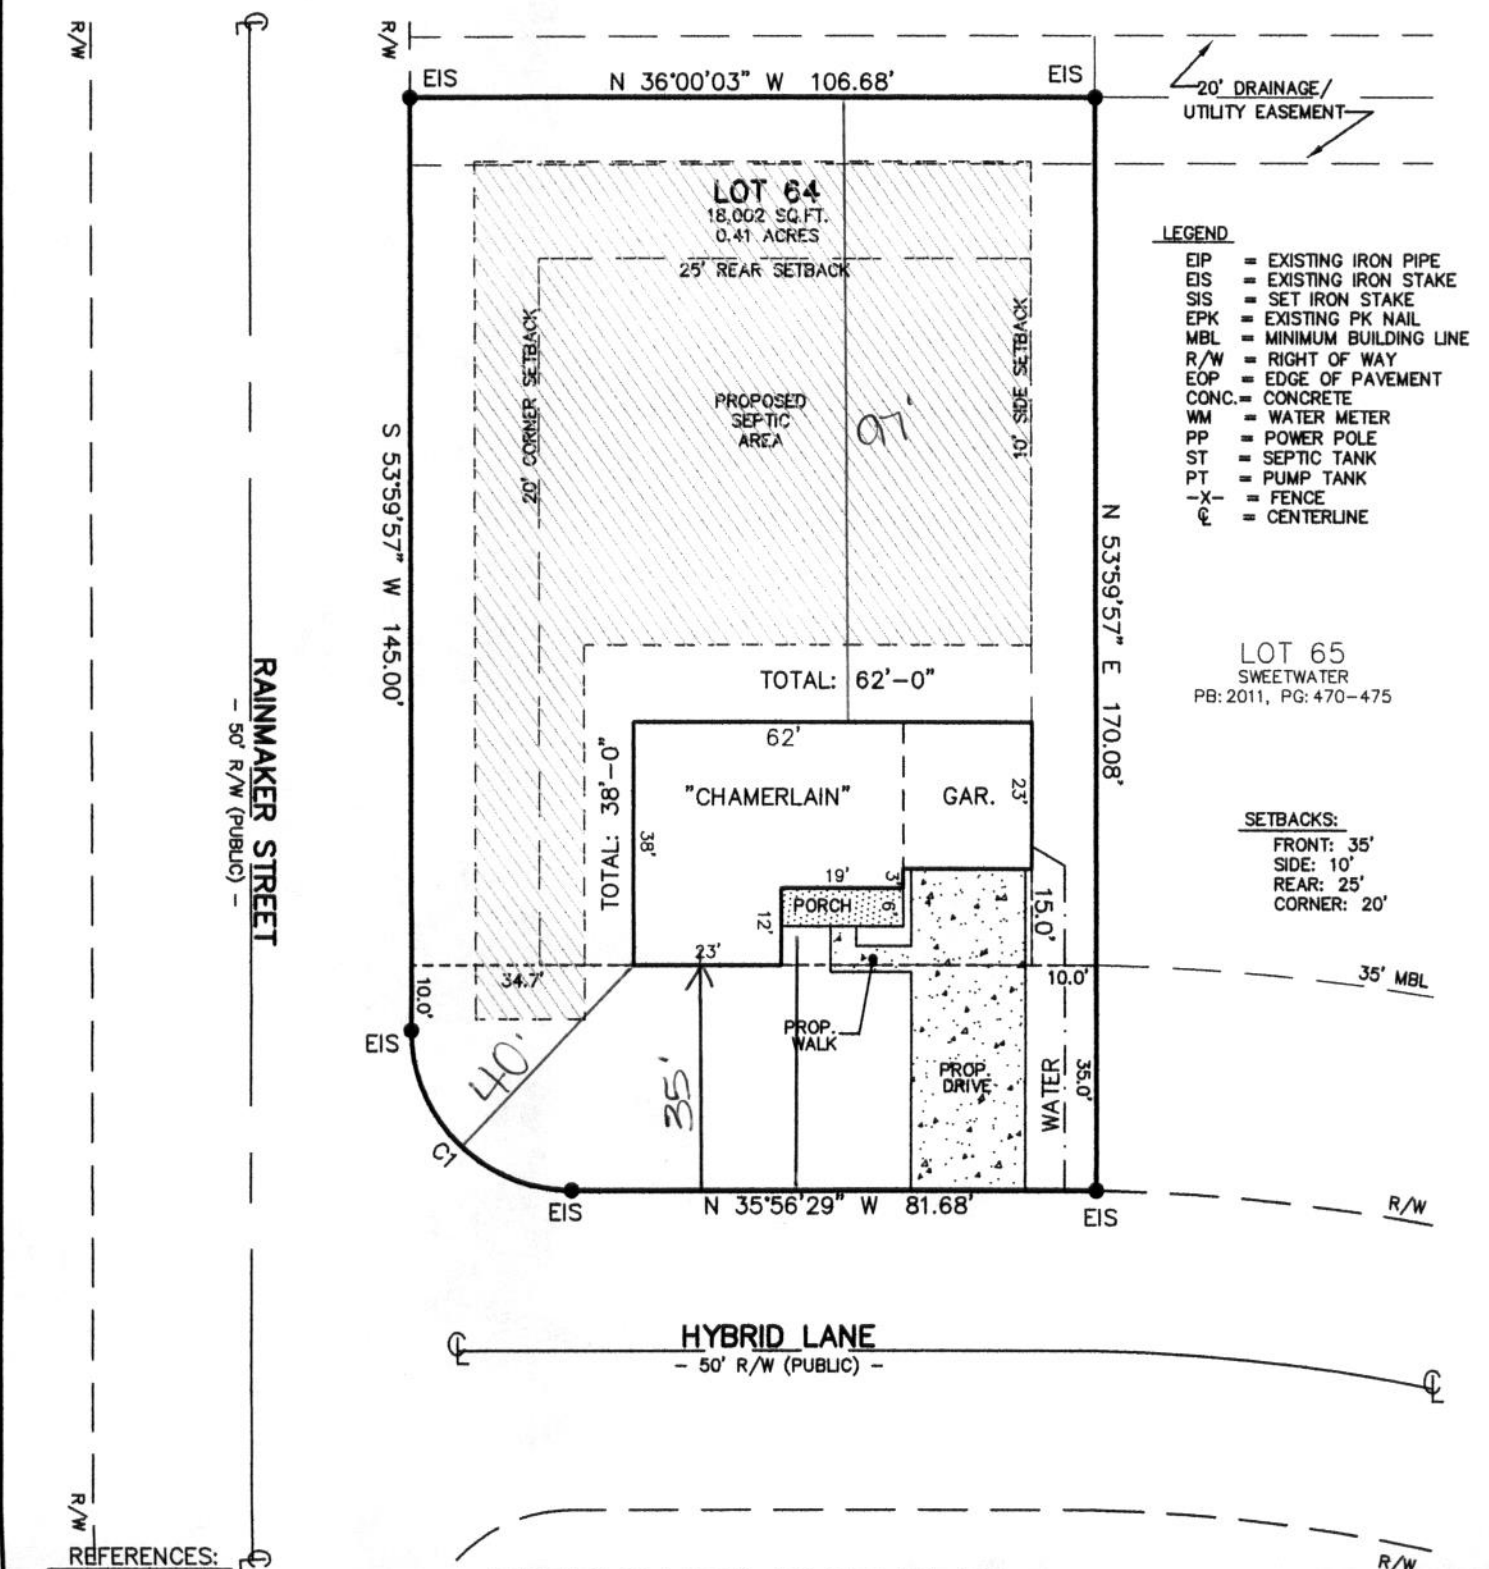 R/W
CL
R/W
EIS
N 36°00'03" W 106.68'
EIS
20' DRAINAGE/
UTILITY EASEMENT
LOT 64
18,002 SQ.FT.
0.41 ACRES
25' REAR SETBACK
20' CORNER SETBACK
10' SIDE SETBACK
PROPOSED
SEPTIC
AREA
97'
LEGEND
EIP = EXISTING IRON PIPE
EIS = EXISTING IRON STAKE
SIS = SET IRON STAKE
EPK = EXISTING PK NAIL
MBL = MINIMUM BUILDING LINE
R/W = RIGHT OF WAY
EOP = EDGE OF PAVEMENT
CONC.= CONCRETE
WM = WATER METER
PP = POWER POLE
ST = SEPTIC TANK
PT = PUMP TANK
-X- = FENCE
CL = CENTERLINE
S 53°59'57" W 145.00'
N 53°59'57" E 170.08'
LOT 65
SWEETWATER
PB: 2011, PG: 470-475
RAINMAKER STREET
- 50' R/W (PUBLIC) -
TOTAL: 62'-0"
62'
TOTAL: 38'-0"
38'
"CHAMERLAIN"
GAR.
23'
SETBACKS:
FRONT: 35'
SIDE: 10'
REAR: 25'
CORNER: 20'
19'
3'
PORCH
6'
12'
15.0'
23'
34.7'
10.0'
10.0'
35' MBL
EIS
40'
35'
PROP.
WALK
PROP.
DRIVE
WATER
35.0'
C1
EIS
N 35°56'29" W 81.68'
EIS
R/W
HYBRID LANE
- 50' R/W (PUBLIC) -
CL
CL
R/W
REFERENCES:
CL
R/W